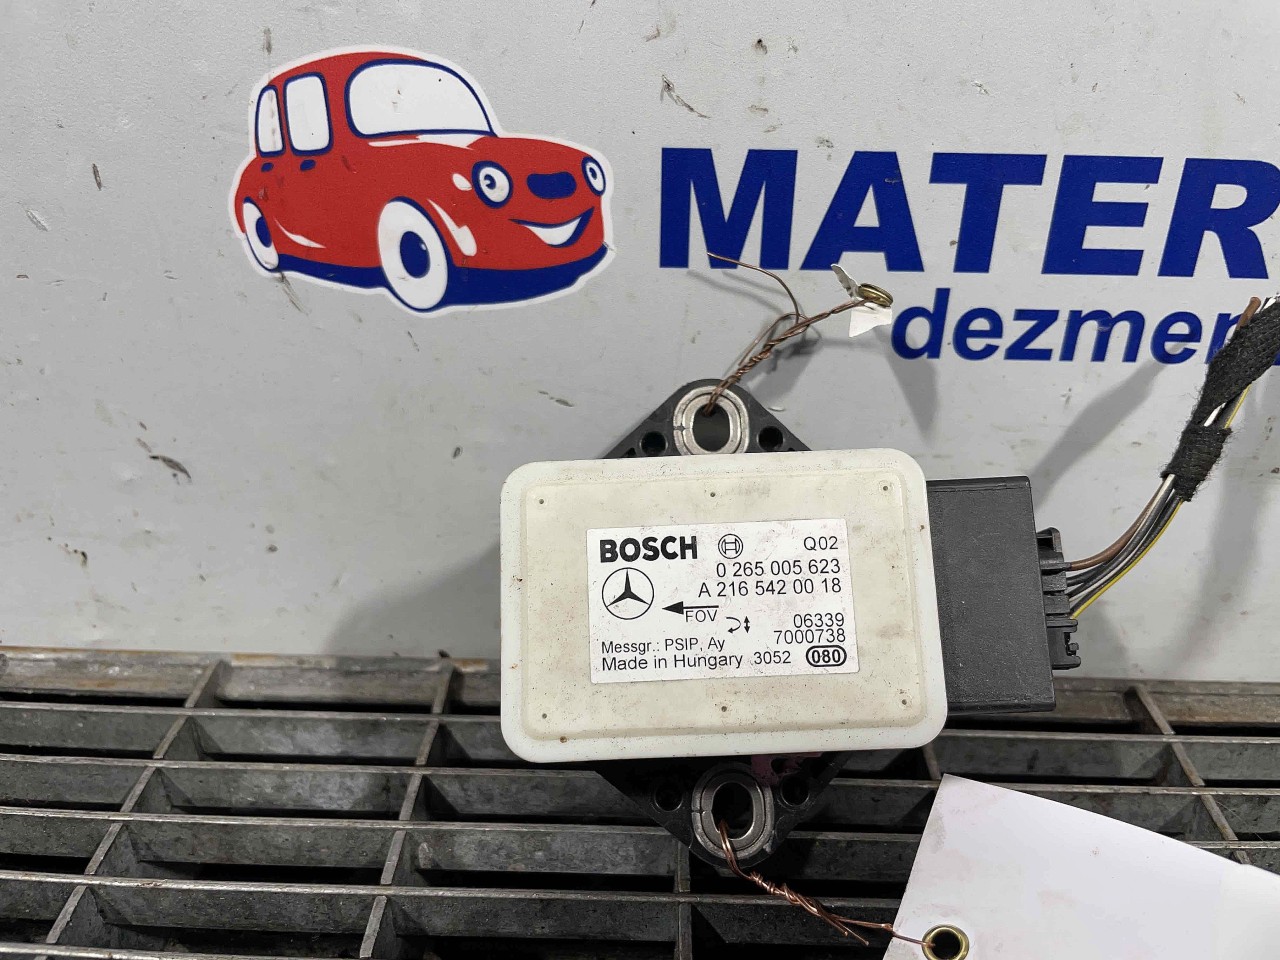 MATER
dezmem
BOSCH Q02
0 265 005 623
A 216 542 00 18
FOV
06339
7000738
Messgr.: PSIP, Ay
Made in Hungary 3052 080